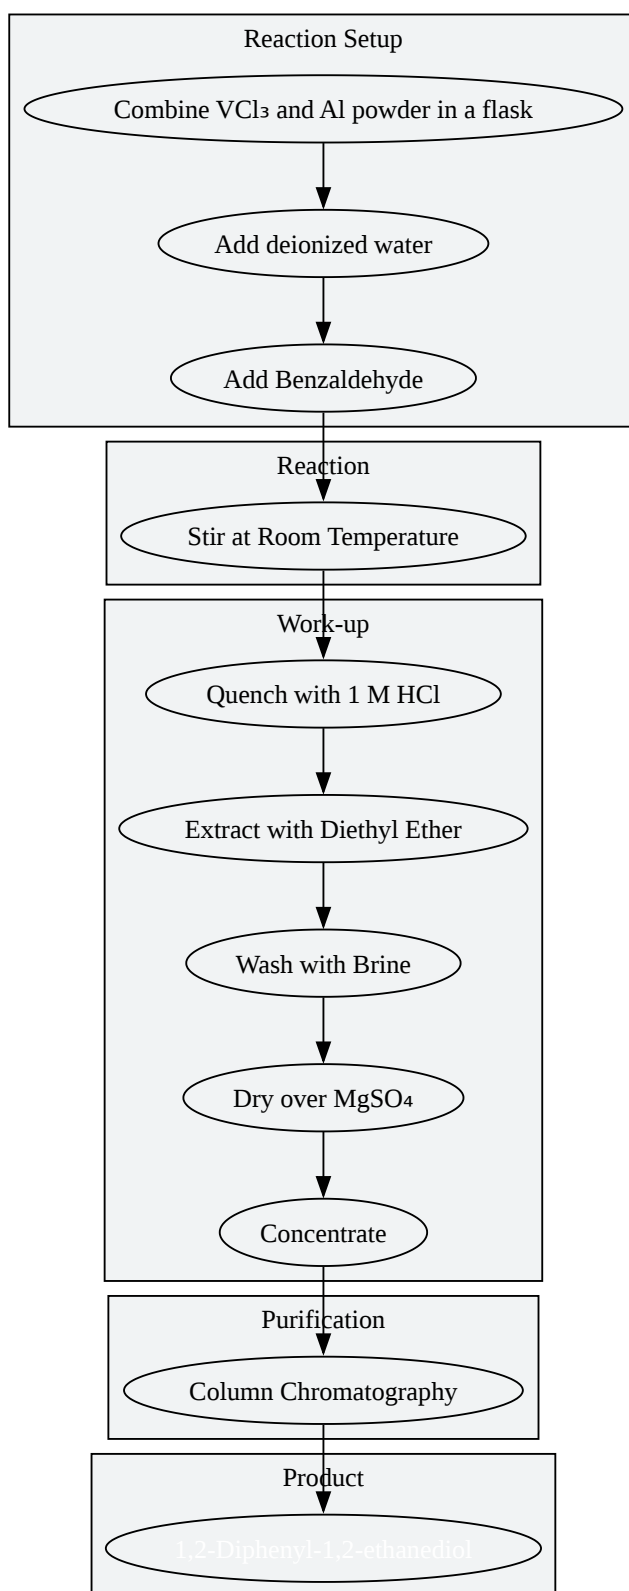 Reaction Setup
Combine VCl₃ and Al powder in a flask
Add deionized water
Add Benzaldehyde
Reaction
Stir at Room Temperature
Work-up
Quench with 1 M HCl
Extract with Diethyl Ether
Wash with Brine
Dry over MgSO₄
Concentrate
Purification
Column Chromatography
Product
1,2-Diphenyl-1,2-ethanediol